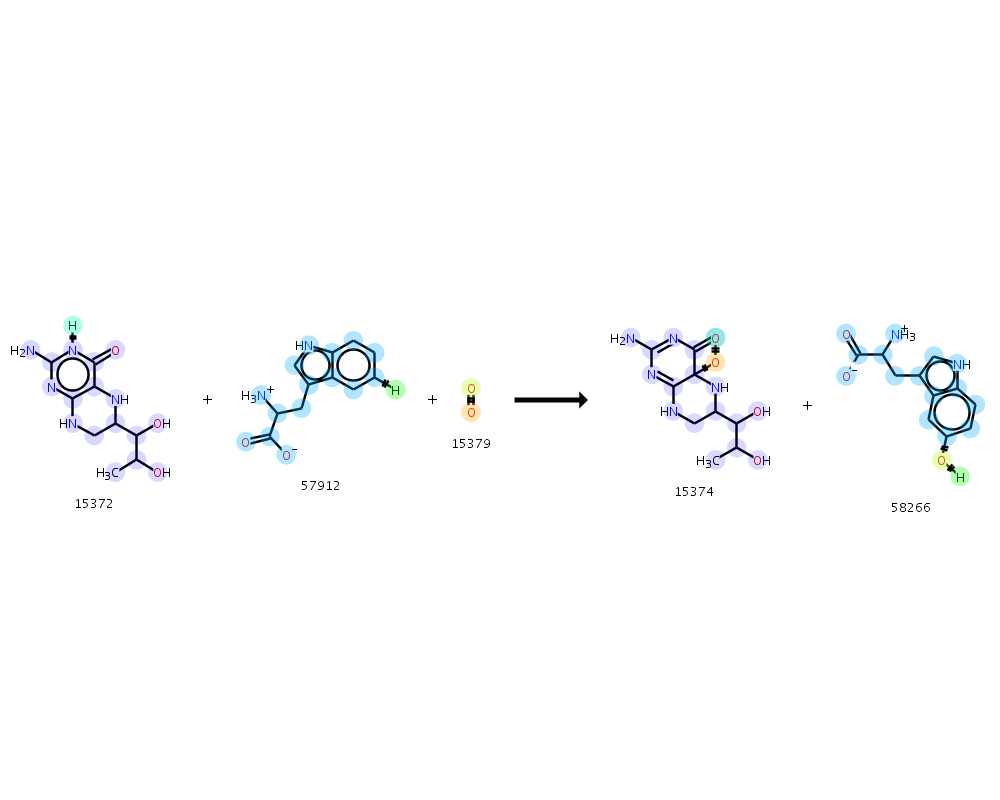 H
H₂N N O
N NH
HN OH
H₃C OH
15372
+
HN
H₃N⁺
O O⁻
H
57912
+
O
O
15379
H₂N N O
O
N NH
HN OH
H₃C OH
15374
+
O NH₃⁺
O⁻ NH
O
H
58266